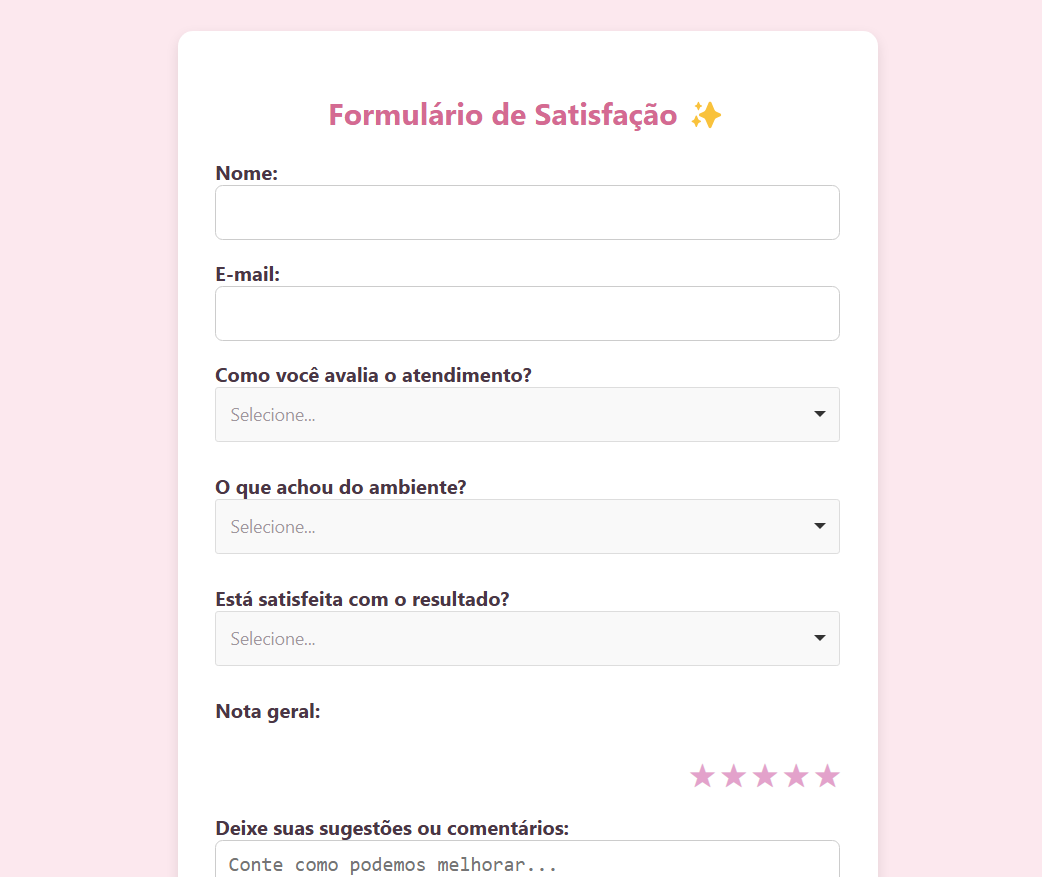 Formulário de Satisfação ✨
Nome:
E-mail:
Como você avalia o atendimento?
Selecione...
O que achou do ambiente?
Selecione...
Está satisfeita com o resultado?
Selecione...
Nota geral:
★ ★ ★ ★ ★
Deixe suas sugestões ou comentários:
Conte como podemos melhorar...